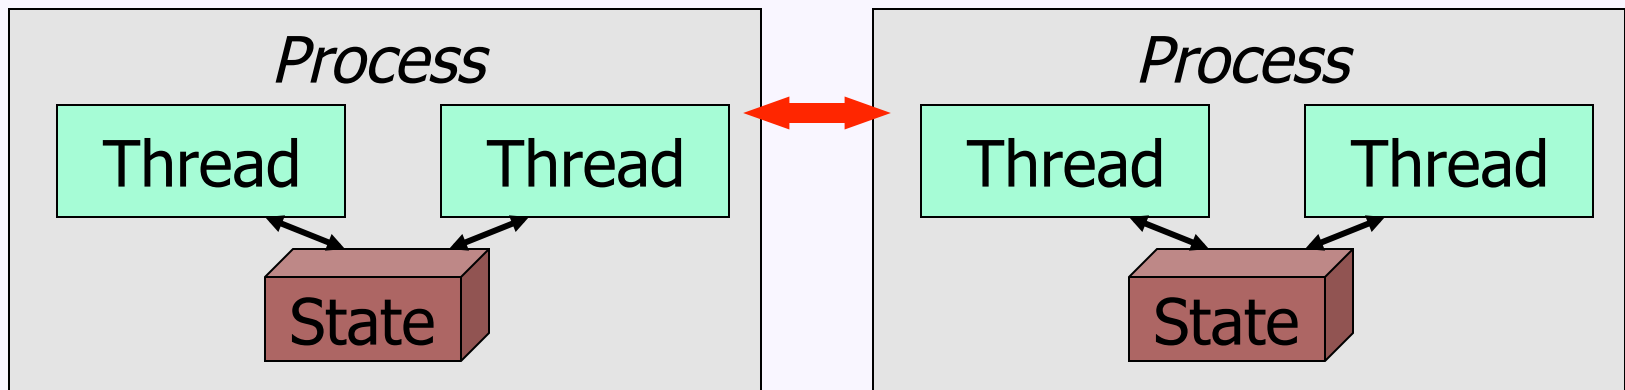 Process
Thread Thread
State
Process
Thread Thread
State